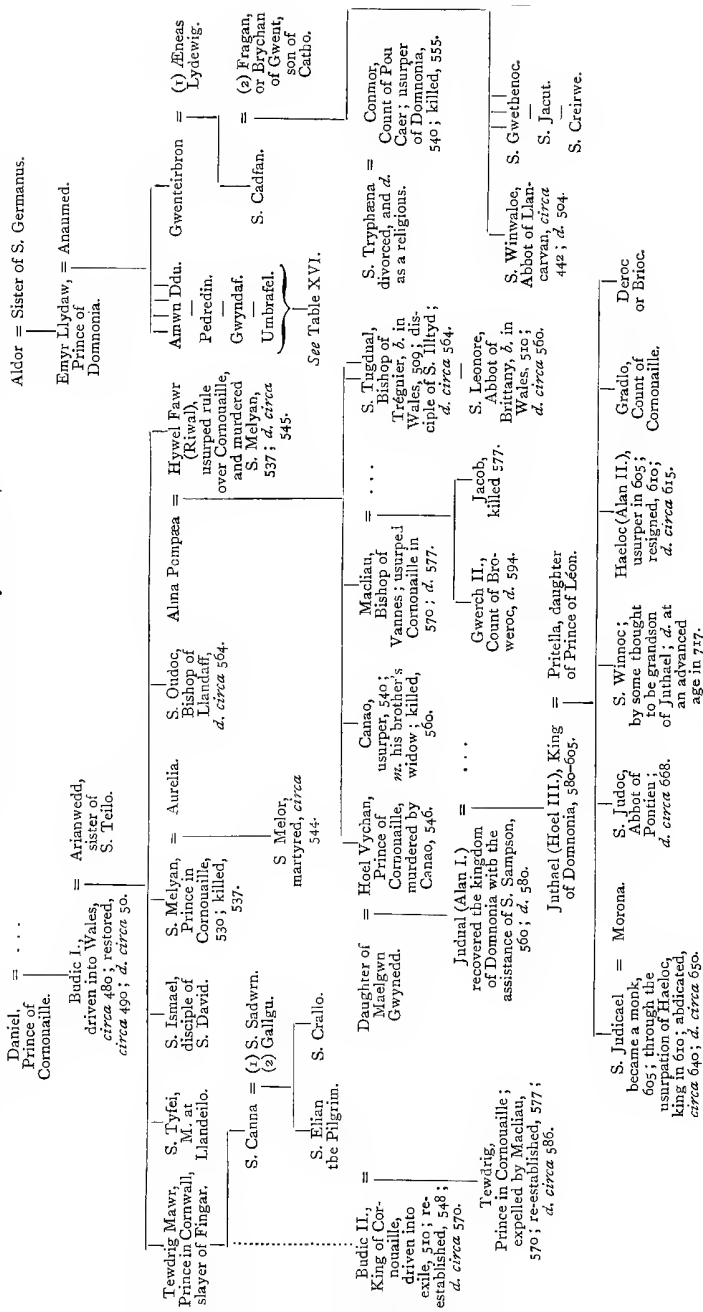 Daniel,
Prince of
Cornouaille.
= . . .
Budic I.,
driven into Wales,
circa 480; restored,
circa 490; d. circa 50.
=
Arianwedd,
sister of
S. Teilo.
Aldor = Sister of S. Germanus.
Emyr Llydaw, = Anaumed.
Prince of
Domnonia.
Tewdrig Mawr,
Prince in Cornwall,
slayer of Fingar.
S. Tyfei,
M. at
Llandeilo.
S. Ismael,
disciple of
S. David.
S. Melyan,
Prince in
Cornouaille,
530; killed,
537.
= Aurelia.
S. Oudoc,
Bishop of
Llandaff,
d. circa 564.
Alma Pompæa =
Hywel Fawr
(Riwal),
usurped rule
over Cornouaille,
and murdered
S. Melyan,
537; d. circa
545.
Amwn Ddu.
—
Pedredin.
—
Gwyndaf.
—
Umbrafel.
See Table XVI.
Gwenteirbron =
(1) Æneas
Lydewig.
S. Cadfan.
=
(2) Fragan,
or Brychan
of Gwent,
son of
Catho.
S. Canna =
(1) S. Sadwrn.
(2) Gallgu.
S. Elian
the Pilgrim.
S. Crallo.
S Melor,
martyred, circa
544.
Budic II.,
King of Cor-
nouaille,
driven into
exile, 510; re-
established, 548;
d. circa 570.
=
Tewdrig,
Prince in Cornouaille;
expelled by Macliau,
570; re-established, 577;
d. circa 586.
Daughter of
Maelgwn
Gwynedd.
=
Hoel Vychan,
Prince of
Cornouaille,
murdered by
Canao, 546.
Canao,
usurper, 540;
m. his brother's
widow; killed,
560.
Macliau,
Bishop of
Vannes; usurped
Cornouaille in
570; d. 577.
= . . .
S. Tugdual,
Bishop of
Tréguier, b. in
Wales, 509; dis-
ciple of S. Illtyd;
d. circa 564.
—
S. Leonore,
Abbot of
Brittany, b. in
Wales, 510;
d. circa 560.
S. Tryphæna
divorced, and d.
as a religious.
=
Conmor,
Count of Pou
Caer; usurper
of Domnonia,
540; killed, 555.
Gwerch II.,
Count of Bro-
weroc, d. 594.
Jacob,
killed 577.
S. Winwaloe,
Abbot of Llan-
carvan, circa
442; d. 504.
S. Gwethenoc.
—
S. Jacut.
—
S. Creirwe.
Judual (Alan I.)
recovered the kingdom
of Domnonia with the
assistance of S. Sampson,
560; d. 580.
= . . .
Juthael (Hoel III.), King
of Domnonia, 580–605.
=
Pritella, daughter
of Prince of Léon.
S. Judicael
became a monk,
605; through the
usurpation of Haeloc,
king in 610; abdicated,
circa 640; d. circa 650.
= Morona.
S. Judoc,
Abbot of
Pontieu;
d. circa 668.
S. Winnoc;
by some thought
to be grandson
of Juthael; d. at
an advanced
age in 717.
Haeloc (Alan II.),
usurper in 605;
resigned, 610;
d. circa 615.
Gradlo,
Count of
Cornouaille.
Deroc
or Brioc.